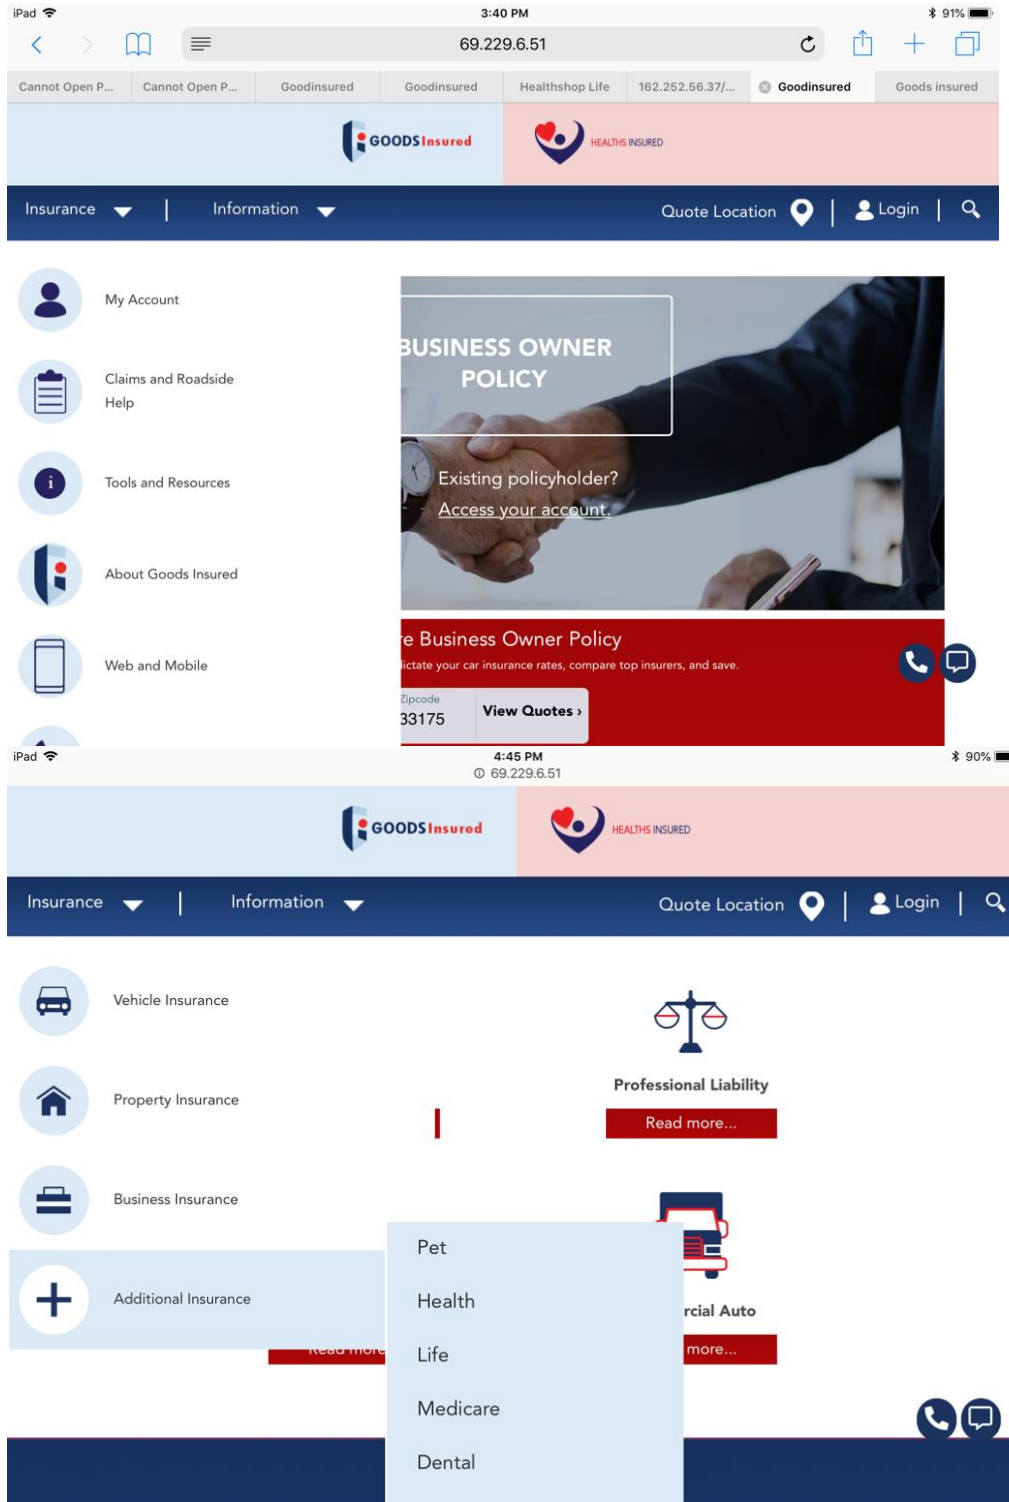 iPad 3:40 PM 91%
69.229.6.51
Cannot Open P... Cannot Open P... Goodinsured Goodinsured Healthshop Life 162.252.56.37/... Goodinsured Goods insured
GOODS Insured HEALTHS INSURED
Insurance Information Quote Location Login
My Account
BUSINESS OWNER
POLICY
Claims and Roadside
Help
Existing policyholder?
Access your account.
Tools and Resources
About Goods Insured
e Business Owner Policy
ictate your car insurance rates, compare top insurers, and save.
Web and Mobile
Zipcode
33175
View Quotes ›
iPad 4:45 PM 90%
69.229.6.51
GOODS Insured HEALTHS INSURED
Insurance Information Quote Location Login
Vehicle Insurance
Professional Liability
Property Insurance
Read more...
Business Insurance
Pet
Additional Insurance
Health
rcial Auto
Read more
Life
more...
Medicare
Dental